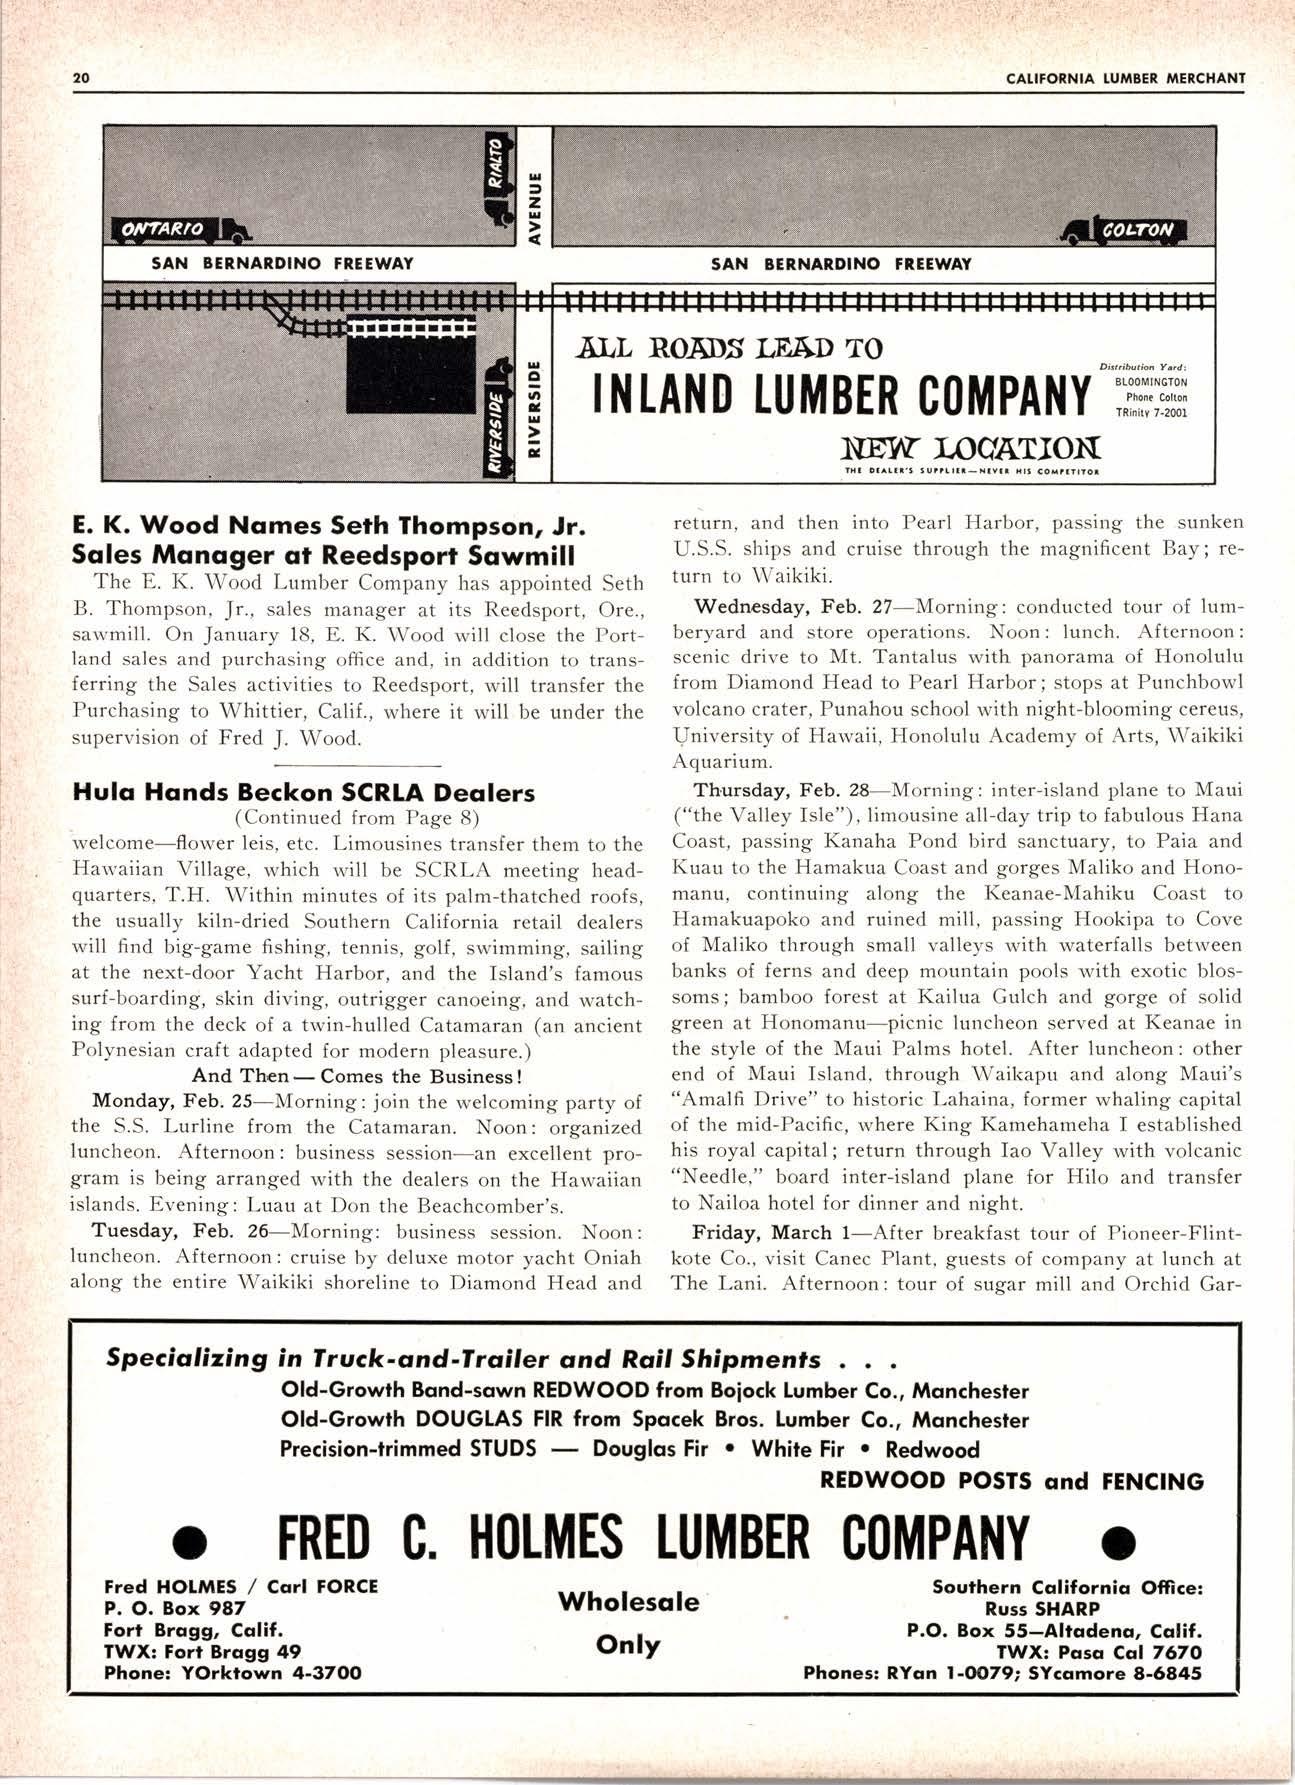 20
CALIFORNIA LUMBER MERCHANT
RIALTO
AVENUE
ONTARIO
COLTON
SAN BERNARDINO FREEWAY
SAN BERNARDINO FREEWAY
RIVERSIDE
RIVERSIDE
ALL ROADS LEAD TO
INLAND LUMBER COMPANY
Distribution Yard:
BLOOMINGTON
Phone Colton
TRinity 7-2001
NEW LOCATION
THE DEALER'S SUPPLIER—NEVER HIS COMPETITOR
E. K. Wood Names Seth Thompson, Jr.
Sales Manager at Reedsport Sawmill
The E. K. Wood Lumber Company has appointed Seth
B. Thompson, Jr., sales manager at its Reedsport, Ore.,
sawmill. On January 18, E. K. Wood will close the Port-
land sales and purchasing office and, in addition to trans-
ferring the Sales activities to Reedsport, will transfer the
Purchasing to Whittier, Calif., where it will be under the
supervision of Fred J. Wood.
Hula Hands Beckon SCRLA Dealers
(Continued from Page 8)
welcome—flower leis, etc. Limousines transfer them to the
Hawaiian Village, which will be SCRLA meeting head-
quarters, T.H. Within minutes of its palm-thatched roofs,
the usually kiln-dried Southern California retail dealers
will find big-game fishing, tennis, golf, swimming, sailing
at the next-door Yacht Harbor, and the Island's famous
surf-boarding, skin diving, outrigger canoeing, and watch-
ing from the deck of a twin-hulled Catamaran (an ancient
Polynesian craft adapted for modern pleasure.)
And Then — Comes the Business!
Monday, Feb. 25—Morning: join the welcoming party of
the S.S. Lurline from the Catamaran. Noon: organized
luncheon. Afternoon: business session—an excellent pro-
gram is being arranged with the dealers on the Hawaiian
islands. Evening: Luau at Don the Beachcomber's.
Tuesday, Feb. 26—Morning: business session. Noon:
luncheon. Afternoon: cruise by deluxe motor yacht Oniah
along the entire Waikiki shoreline to Diamond Head and
return, and then into Pearl Harbor, passing the sunken
U.S.S. ships and cruise through the magnificent Bay; re-
turn to Waikiki.
Wednesday, Feb. 27—Morning: conducted tour of lum-
beryard and store operations. Noon: lunch. Afternoon:
scenic drive to Mt. Tantalus with panorama of Honolulu
from Diamond Head to Pearl Harbor; stops at Punchbowl
volcano crater, Punahou school with night-blooming cereus,
University of Hawaii, Honolulu Academy of Arts, Waikiki
Aquarium.
Thursday, Feb. 28—Morning: inter-island plane to Maui
("the Valley Isle"), limousine all-day trip to fabulous Hana
Coast, passing Kanaha Pond bird sanctuary, to Paia and
Kuau to the Hamakua Coast and gorges Maliko and Hono-
manu, continuing along the Keanae-Mahiku Coast to
Hamakuapoko and ruined mill, passing Hookipa to Cove
of Maliko through small valleys with waterfalls between
banks of ferns and deep mountain pools with exotic blos-
soms; bamboo forest at Kailua Gulch and gorge of solid
green at Honomanu—picnic luncheon served at Keanae in
the style of the Maui Palms hotel. After luncheon: other
end of Maui Island, through Waikapu and along Maui's
"Amalfi Drive" to historic Lahaina, former whaling capital
of the mid-Pacific, where King Kamehameha I established
his royal capital; return through Iao Valley with volcanic
"Needle," board inter-island plane for Hilo and transfer
to Nailoa hotel for dinner and night.
Friday, March 1—After breakfast tour of Pioneer-Flint-
kote Co., visit Canec Plant, guests of company at lunch at
The Lani. Afternoon: tour of sugar mill and Orchid Gar-
Specializing in Truck-and-Trailer and Rail Shipments . . .
Old-Growth Band-sawn REDWOOD from Bojock Lumber Co., Manchester
Old-Growth DOUGLAS FIR from Spacek Bros. Lumber Co., Manchester
Precision-trimmed STUDS — Douglas Fir • White Fir • Redwood
REDWOOD POSTS and FENCING
● FRED C. HOLMES LUMBER COMPANY ●
Fred HOLMES / Carl FORCE
P. O. Box 987
Fort Bragg, Calif.
TWX: Fort Bragg 49
Phone: YOrktown 4-3700
Wholesale
Only
Southern California Office:
Russ SHARP
P.O. Box 55—Altadena, Calif.
TWX: Pasa Cal 7670
Phones: RYan 1-0079; SYcamore 8-6845